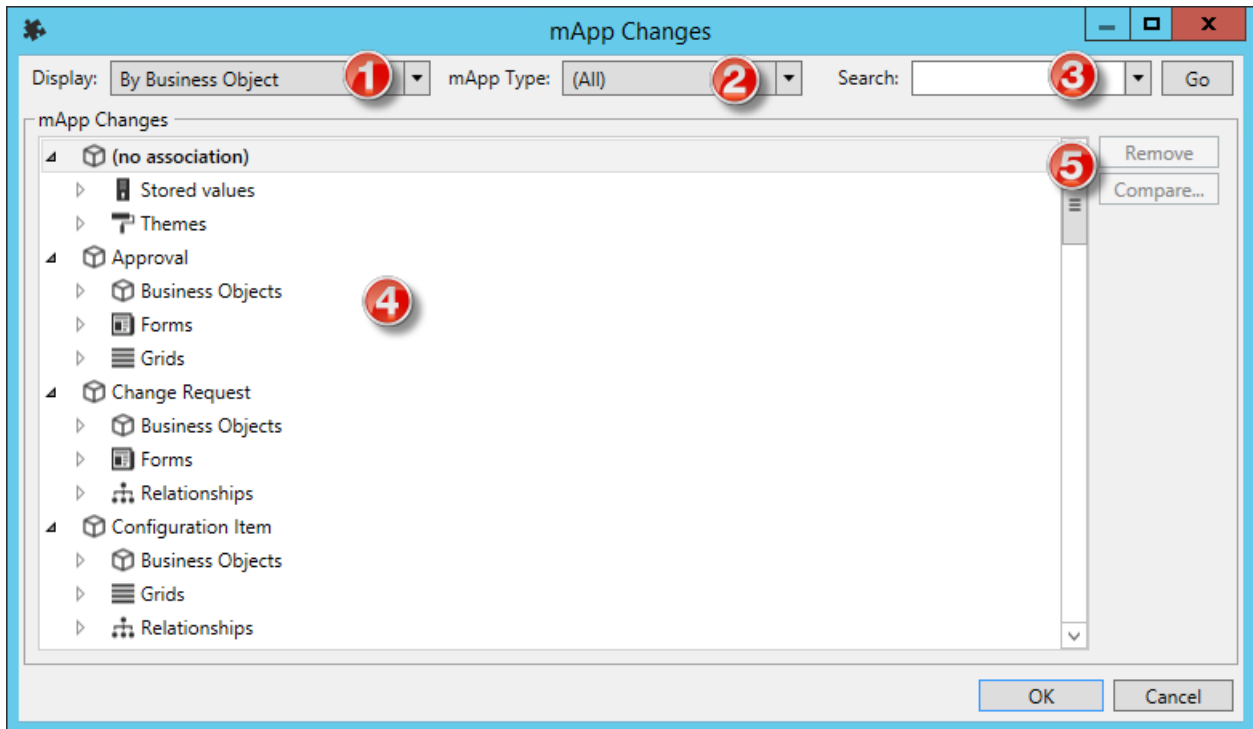 mApp Changes
X
Display: By Business Object 1 mApp Type: (All) 2 Search: 3 Go
mApp Changes
(no association)
5
Remove
Stored values
Compare...
Themes
Approval
Business Objects
4
Forms
Grids
Change Request
Business Objects
Forms
Relationships
Configuration Item
Business Objects
Grids
Relationships
OK Cancel